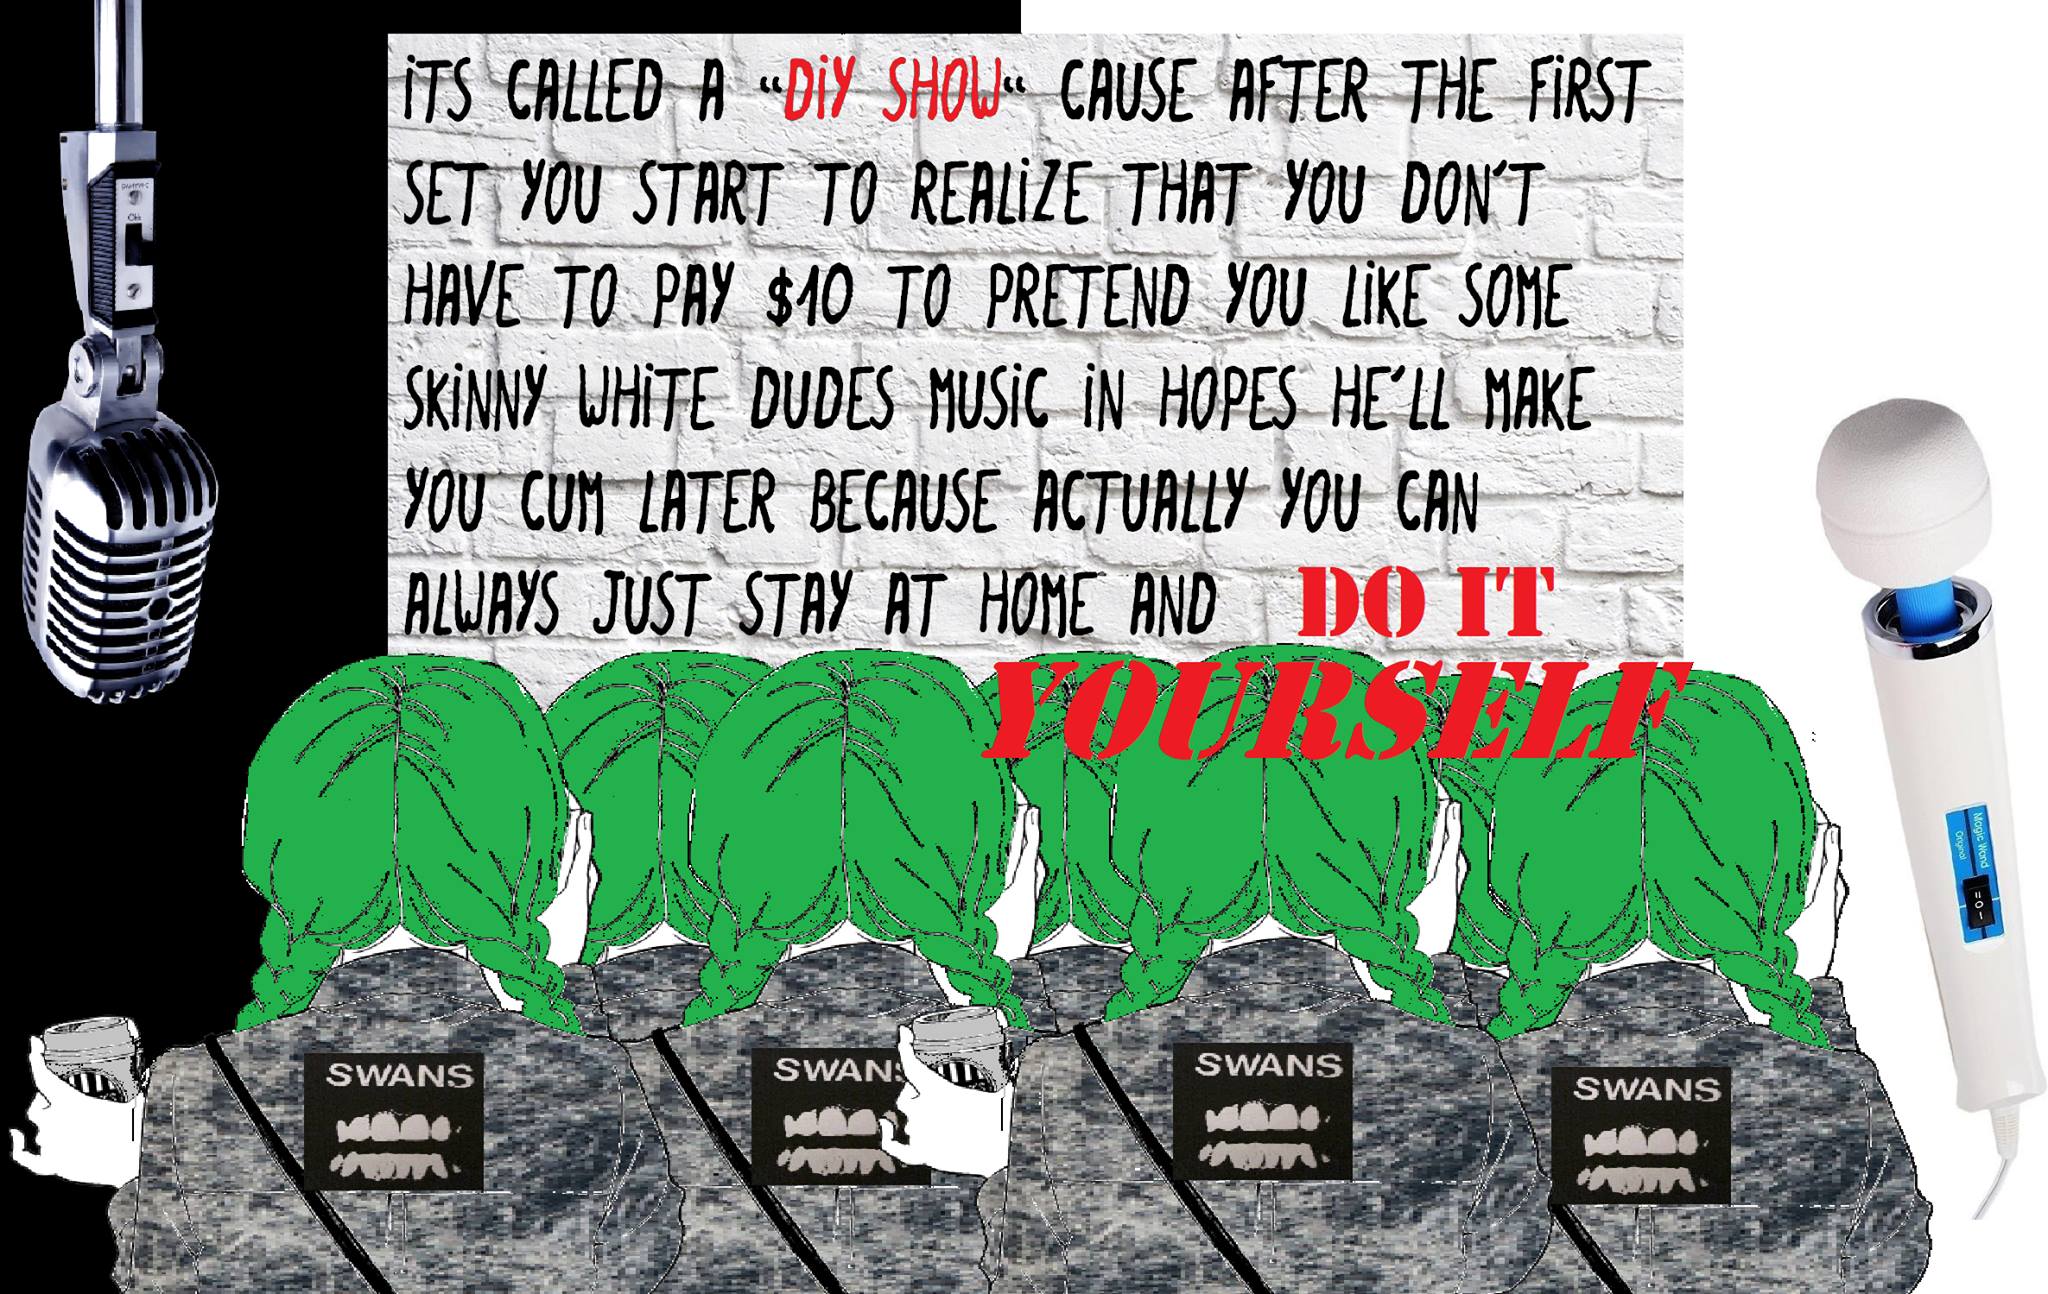 iTS CALLED A “DiY SHOW“ CAUSE AFTER THE FiRST
SET YOU START TO REALiZE THAT YOU DON'T
HAVE TO PAY $10 TO PRETEND YOU LiKE SOME
SKiNNY WHiTE DUDES MUSiC iN HOPES HE'LL MAKE
YOU CUM LATER BECAUSE ACTUALLY YOU CAN
ALWAYS JUST STAY AT HOME AND DO IT
YOURSELF
Magic Wand
Original
SWANS
SWANS
SWANS
SWANS